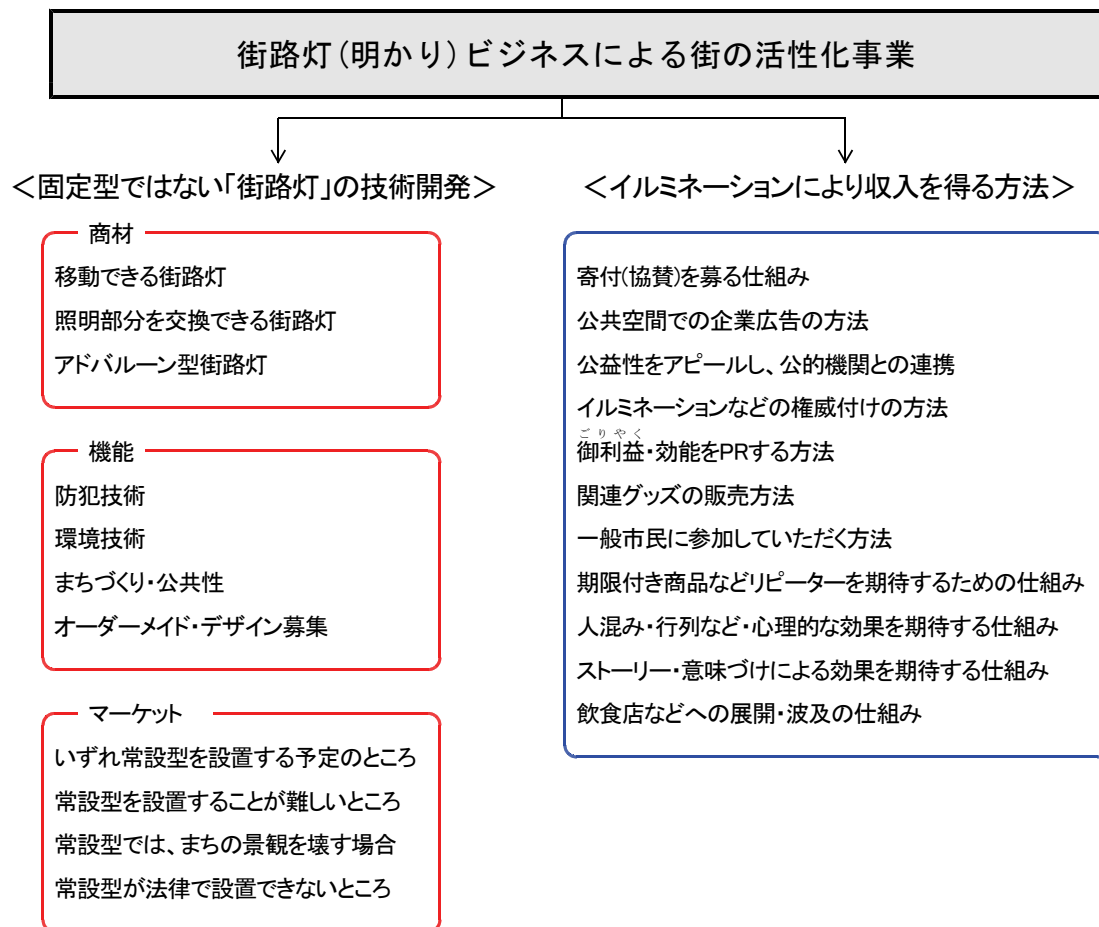 街路灯(明かり)ビジネスによる街の活性化事業
＜固定型ではない「街路灯」の技術開発＞
商材
移動できる街路灯
照明部分を交換できる街路灯
アドバルーン型街路灯
機能
防犯技術
環境技術
まちづくり・公共性
オーダーメイド・デザイン募集
マーケット
いずれ常設型を設置する予定のところ
常設型を設置することが難しいところ
常設型では、まちの景観を壊す場合
常設型が法律で設置できないところ
＜イルミネーションにより収入を得る方法＞
寄付(協賛)を募る仕組み
公共空間での企業広告の方法
公益性をアピールし、公的機関との連携
イルミネーションなどの権威付けの方法
ごりやく
御利益・効能をPRする方法
関連グッズの販売方法
一般市民に参加していただく方法
期限付き商品などリピーターを期待するための仕組み
人混み・行列など・心理的な効果を期待する仕組み
ストーリー・意味づけによる効果を期待する仕組み
飲食店などへの展開・波及の仕組み